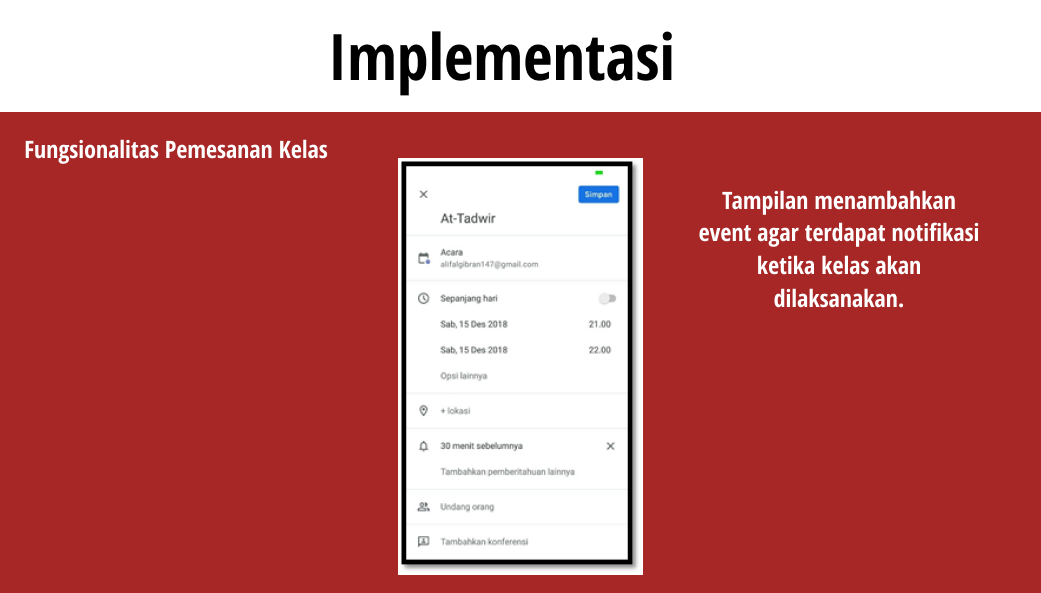 Implementasi
Fungsionalitas Pemesanan Kelas
Simpan
At-Tadwir
Acara
alifalgibran147@gmail.com
Sepanjang hari
Sab, 15 Des 2018 21.00
Sab, 15 Des 2018 22.00
Opsi lainnya
+ lokasi
30 menit sebelumnya
Tambahkan pemberitahuan lainnya
Undang orang
Tambahkan konferensi
Tampilan menambahkan
event agar terdapat notifikasi
ketika kelas akan
dilaksanakan.